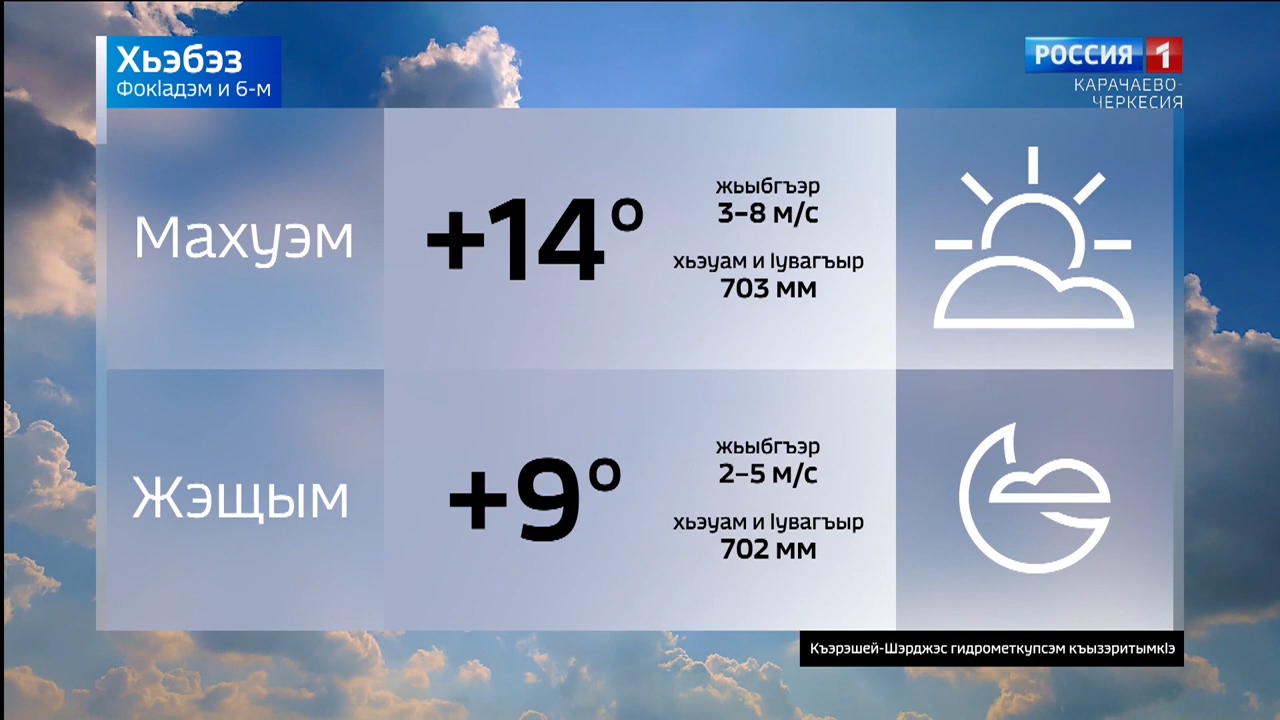 Хьэбэз
ФокӀадэм и 6-м
РОССИЯ 1
КАРАЧАЕВО-
ЧЕРКЕСИЯ
Махуэм
+14°
жьыбгъэр
3–8 м/с
хьэуам и Ӏувагъыр
703 мм
Жэщым
+9°
жьыбгъэр
2–5 м/с
хьэуам и Ӏувагъыр
702 мм
Къэрэшей-Шэрджэс гидрометкупсэм къызэритымкӀэ